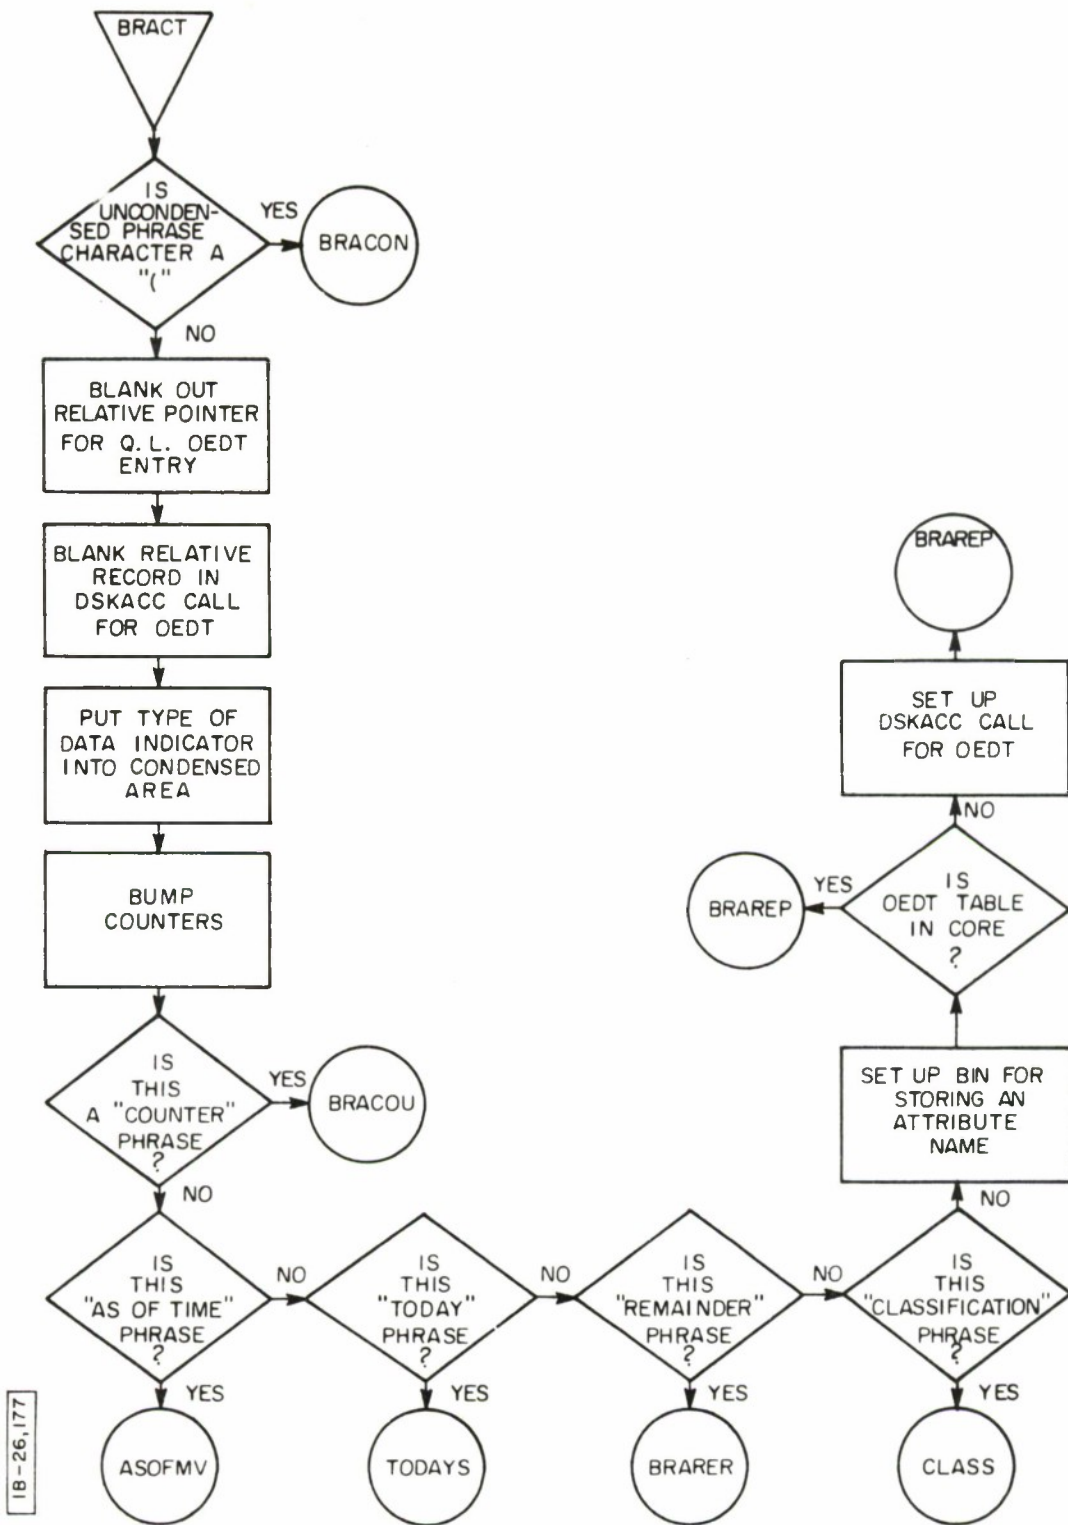 BRACT
IS
UNCONDEN-
SED PHRASE
CHARACTER A
"("
YES
BRACON
NO
BLANK OUT
RELATIVE POINTER
FOR Q.L. OEDT
ENTRY
BLANK RELATIVE
RECORD IN
DSKACC CALL
FOR OEDT
PUT TYPE OF
DATA INDICATOR
INTO CONDENSED
AREA
BUMP
COUNTERS
IS
THIS
A "COUNTER"
PHRASE
?
YES
BRACOU
NO
IS
THIS
"AS OF TIME"
PHRASE
?
YES
ASOFMV
NO
IS
THIS
"TODAY"
PHRASE
?
YES
TODAYS
NO
IS
THIS
"REMAINDER"
PHRASE
?
YES
BRARER
NO
IS
THIS
"CLASSIFICATION"
PHRASE
?
YES
CLASS
NO
SET UP BIN FOR
STORING AN
ATTRIBUTE
NAME
IS
OEDT TABLE
IN CORE
?
YES
BRAREP
NO
SET UP
DSKACC CALL
FOR OEDT
BRAREP
IB-26,177